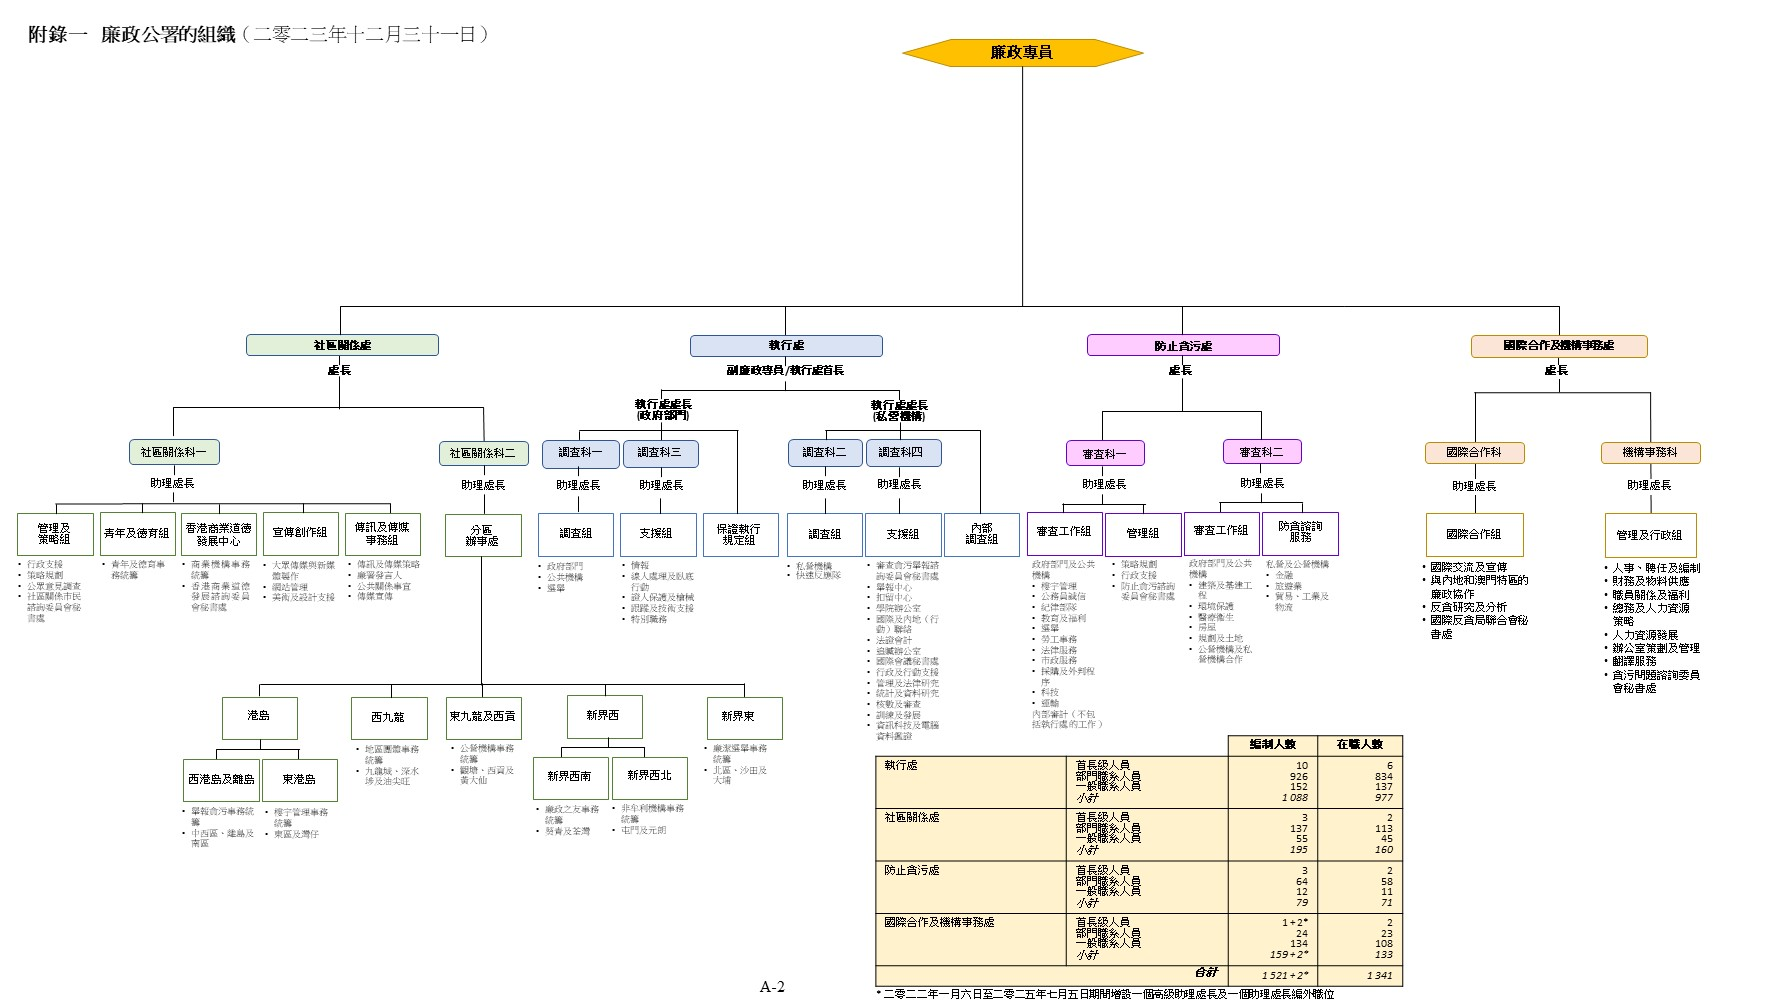 附錄一 廉政公署的組織（二零二三年十二月三十一日）
廉政專員
社區關係處
處長
執行處
副廉政專員/執行處首長
防止貪污處
處長
國際合作及機構事務處
處長
執行處處長
(政府部門)
執行處處長
(私營機構)
社區關係科一
助理處長
社區關係科二
助理處長
調查科一
助理處長
調查科三
助理處長
調查科二
助理處長
調查科四
助理處長
審查科一
助理處長
審查科二
助理處長
國際合作科
助理處長
機構事務科
助理處長
管理及
策略組
• 行政支援
• 策略規劃
• 公眾意見調查
• 社區關係市民
諮詢委員會秘
書處
青年及德育組
• 青年及德育事
務統籌
香港商業道德
發展中心
• 商業機構事務
統籌
• 香港商業道德
發展諮詢委員
會秘書處
宣傳創作組
• 大眾傳媒與新媒
體製作
• 網站管理
• 美術及設計支援
傳訊及傳媒
事務組
• 傳訊及傳媒策略
• 廉署發言人
• 公共關係事宜
• 傳媒宣傳
分區
辦事處
調查組
• 政府部門
• 公共機構
• 選舉
支援組
• 情報
• 線人處理及臥底
行動
• 證人保護及槍械
• 跟蹤及技術支援
• 特別職務
保證執行
規定組
調查組
• 私營機構
• 快速反應隊
支援組
• 審查貪污舉報諮
詢委員會秘書處
• 舉報中心
• 扣留中心
• 學院辦公室
• 國際及內地（行
動）聯絡
• 法證會計
• 追緝辦公室
• 國際會議秘書處
• 行政及行動支援
• 管理及法律研究
• 統計及資料研究
• 核數及審查
• 訓練及發展
• 資訊科技及電腦
資料鑑證
內部
調查組
審查工作組
政府部門及公共
機構
• 樓宇管理
• 公務員誠信
• 紀律部隊
• 教育及福利
• 選舉
• 勞工事務
• 法律服務
• 市政服務
• 採購及外判程
序
• 科技
• 運輸
內部審計（不包
括執行處的工作）
管理組
• 策略規劃
• 行政支援
• 防止貪污諮詢
委員會秘書處
審查工作組
政府部門及公共
機構
• 建築及基建工
程
• 環境保護
• 醫療衞生
• 房屋
• 規劃及土地
• 公營機構及私
營機構合作
防貪諮詢
服務
私營及公營機構
• 金融
• 旅遊業
• 貿易、工業及
物流
國際合作組
• 國際交流及宣傳
• 與內地和澳門特區的
廉政協作
• 反貪研究及分析
• 國際反貪局聯合會秘
書處
管理及行政組
• 人事、聘任及編制
• 財務及物料供應
• 職員關係及福利
• 總務及人力資源
策略
• 人力資源發展
• 辦公室策劃及管理
• 翻譯服務
• 貪污問題諮詢委員
會秘書處
港島
西九龍
• 地區團體事務
統籌
• 九龍城、深水
埗及油尖旺
東九龍及西貢
• 公營機構事務
統籌
• 觀塘、西貢及
黃大仙
新界西
新界東
• 廉潔選舉事務
統籌
• 北區、沙田及
大埔
西港島及離島
• 舉報貪污事務統
籌
• 中西區、離島及
南區
東港島
• 樓宇管理事務
統籌
• 東區及灣仔
新界西南
• 廉政之友事務
統籌
• 葵青及荃灣
新界西北
• 非牟利機構事務
統籌
• 屯門及元朗
編制人數 在職人數
執行處 首長級人員 10 6
部門職系人員 926 834
一般職系人員 152 137
小計 1 088 977
社區關係處 首長級人員 3 2
部門職系人員 137 113
一般職系人員 55 45
小計 195 160
防止貪污處 首長級人員 3 2
部門職系人員 64 58
一般職系人員 12 11
小計 79 71
國際合作及機構事務處 首長級人員 1+2* 2
部門職系人員 24 23
一般職系人員 134 108
小計 159+2* 133
合計 1 521+2* 1 341
*二零二二年一月六日至二零二五年七月五日期間增設一個高級助理處長及一個助理處長編外職位
A-2